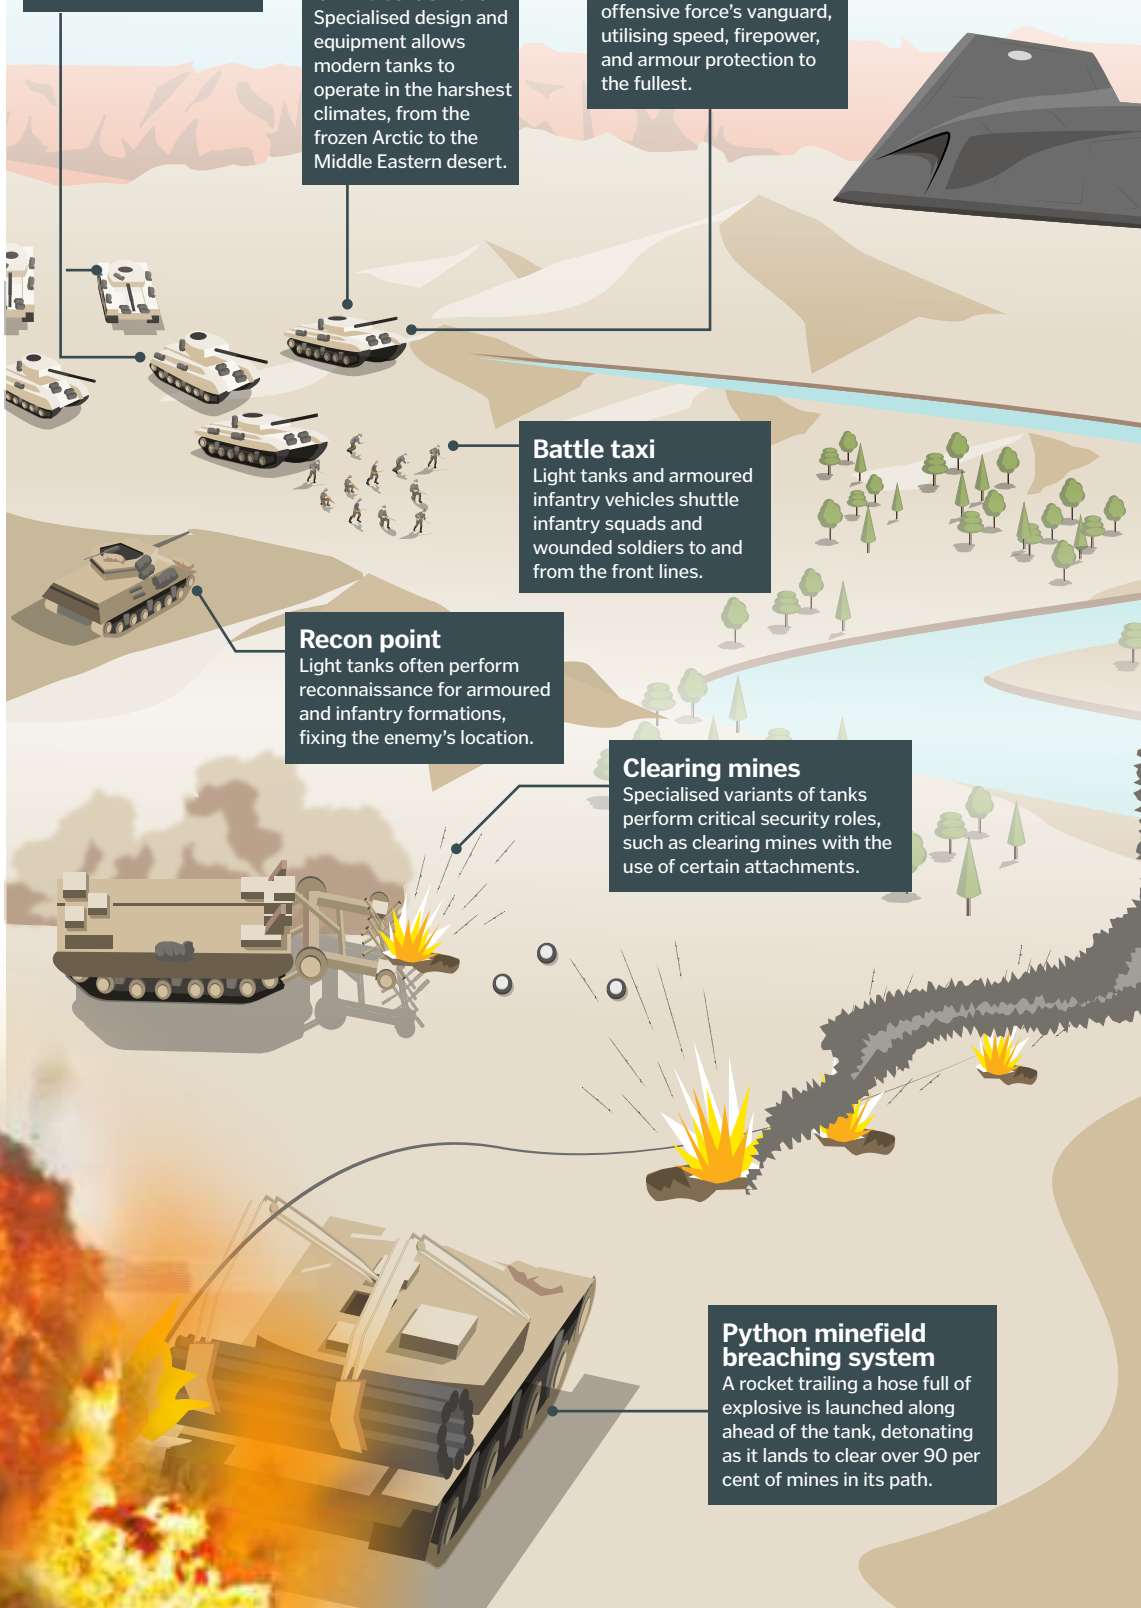 Specialised design and
equipment allows
modern tanks to
operate in the harshest
climates, from the
frozen Arctic to the
Middle Eastern desert.
offensive force’s vanguard,
utilising speed, firepower,
and armour protection to
the fullest.
Battle taxi
Light tanks and armoured
infantry vehicles shuttle
infantry squads and
wounded soldiers to and
from the front lines.
Recon point
Light tanks often perform
reconnaissance for armoured
and infantry formations,
fixing the enemy’s location.
Clearing mines
Specialised variants of tanks
perform critical security roles,
such as clearing mines with the
use of certain attachments.
Python minefield
breaching system
A rocket trailing a hose full of
explosive is launched along
ahead of the tank, detonating
as it lands to clear over 90 per
cent of mines in its path.